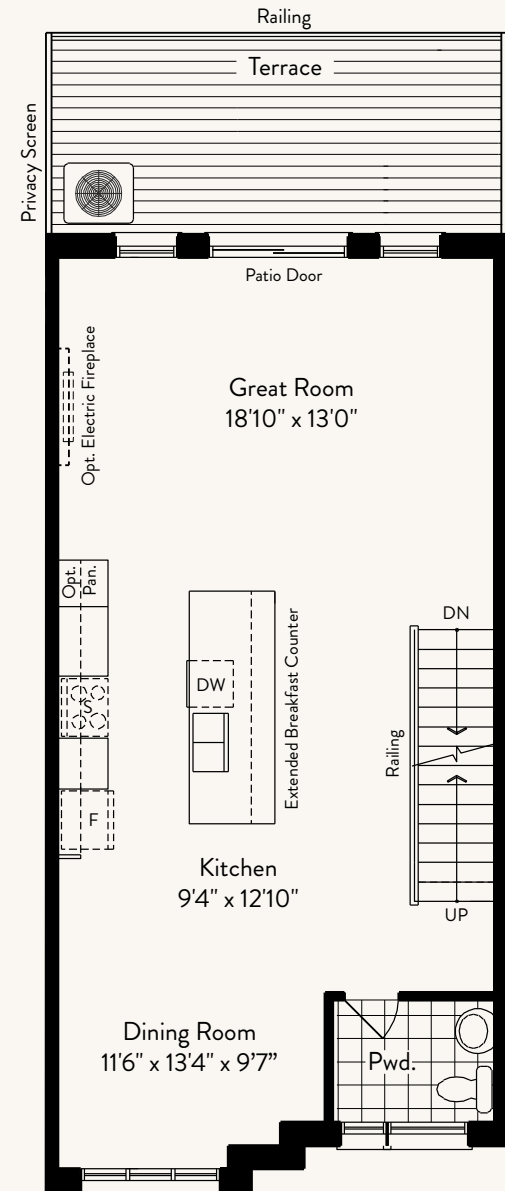 Railing
Terrace
Privacy Screen
Patio Door
Opt. Electric Fireplace
Great Room
18'10" x 13'0"
Opt.
Pan.
DN
DW
S
Extended Breakfast Counter
Railing
F
Kitchen
9'4" x 12'10"
UP
Dining Room
11'6" x 13'4" x 9'7”
Pwd.